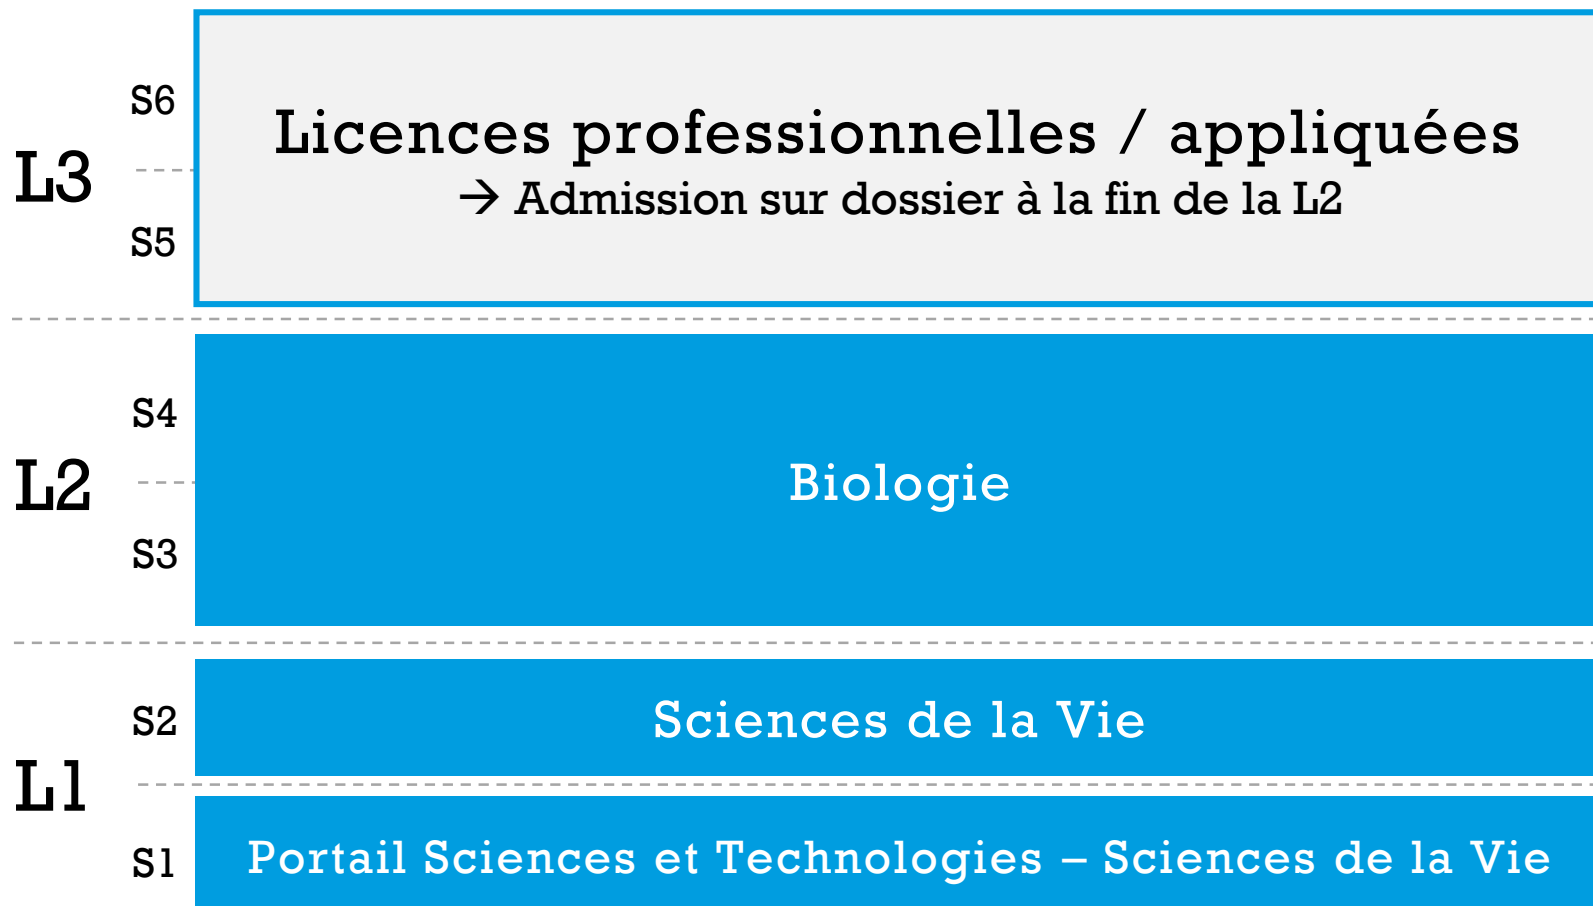 S6
Licences professionnelles / appliquées
L3
→ Admission sur dossier à la fin de la L2
S5
S4
L2
Biologie
S3
S2
Sciences de la Vie
L1
S1
Portail Sciences et Technologies – Sciences de la Vie